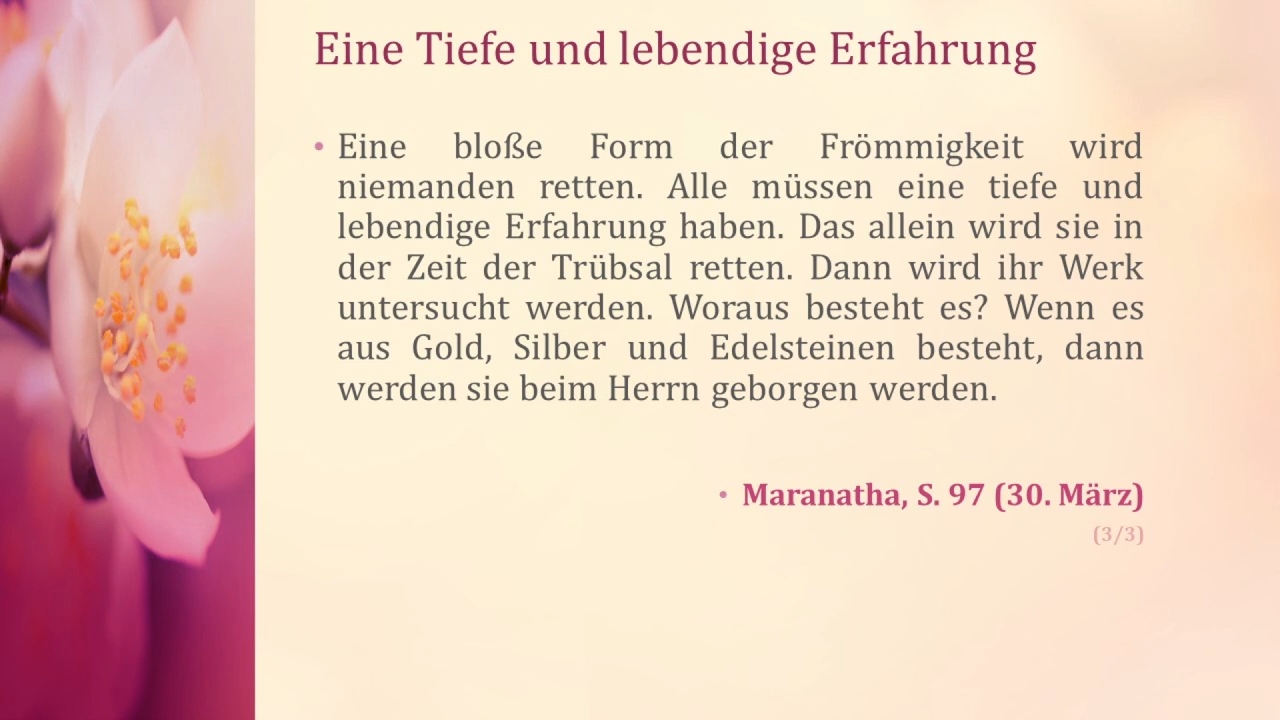 Eine Tiefe und lebendige Erfahrung
• Eine bloße Form der Frömmigkeit wird
niemanden retten. Alle müssen eine tiefe und
lebendige Erfahrung haben. Das allein wird sie in
der Zeit der Trübsal retten. Dann wird ihr Werk
untersucht werden. Woraus besteht es? Wenn es
aus Gold, Silber und Edelsteinen besteht, dann
werden sie beim Herrn geborgen werden.
• Maranatha, S. 97 (30. März)
(3/3)